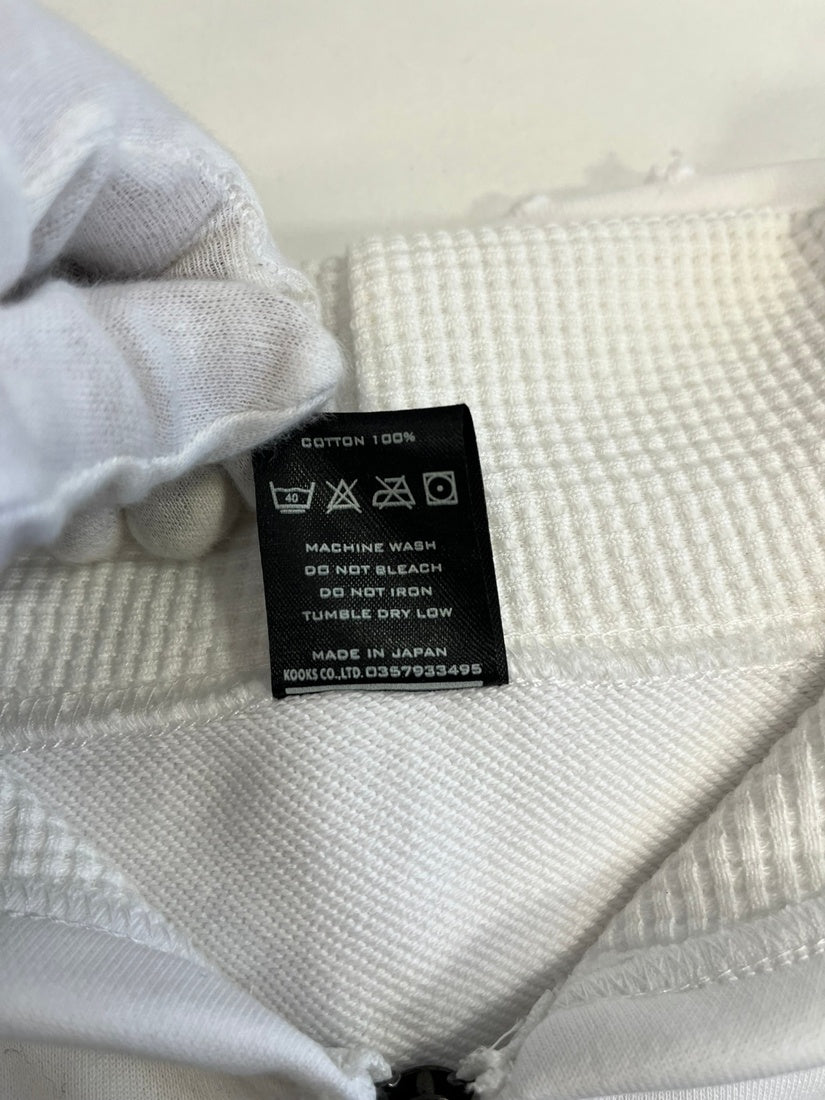 COTTON 100%
40
MACHINE WASH
DO NOT BLEACH
DO NOT IRON
TUMBLE DRY LOW
MADE IN JAPAN
KOOKS CO.,LTD. 0357933495